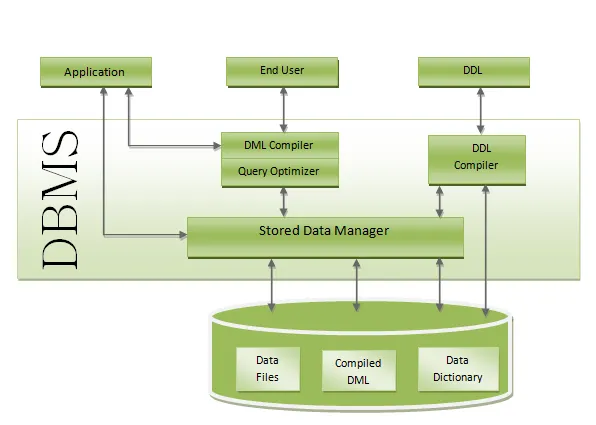 Application
End User
DDL
DBMS
DML Compiler
Query Optimizer
DDL
Compiler
Stored Data Manager
Data
Files
Compiled
DML
Data
Dictionary